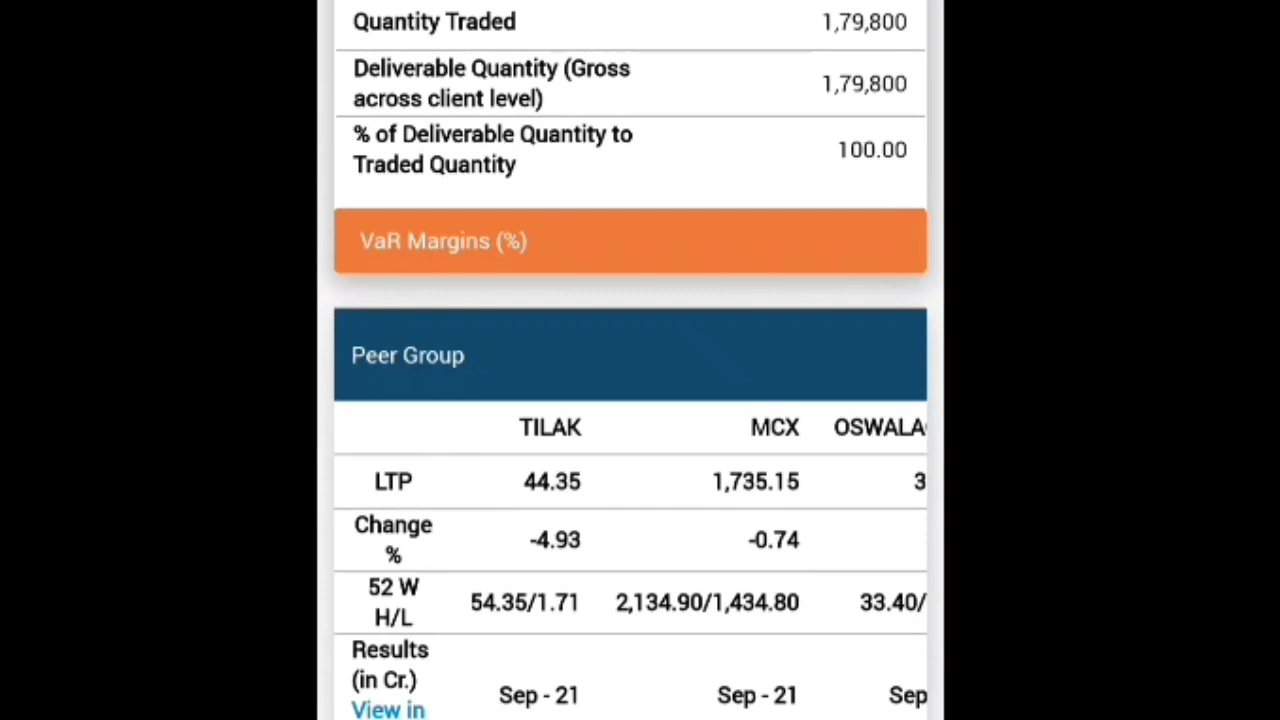 Quantity Traded 1,79,800
Deliverable Quantity (Gross
across client level) 1,79,800
% of Deliverable Quantity to
Traded Quantity 100.00
VaR Margins (%)
Peer Group
TILAK MCX OSWALA
LTP 44.35 1,735.15 3
Change
% -4.93 -0.74
52 W
H/L 54.35/1.71 2,134.90/1,434.80 33.40/
Results
(in Cr.) Sep - 21 Sep - 21 Sep
View in